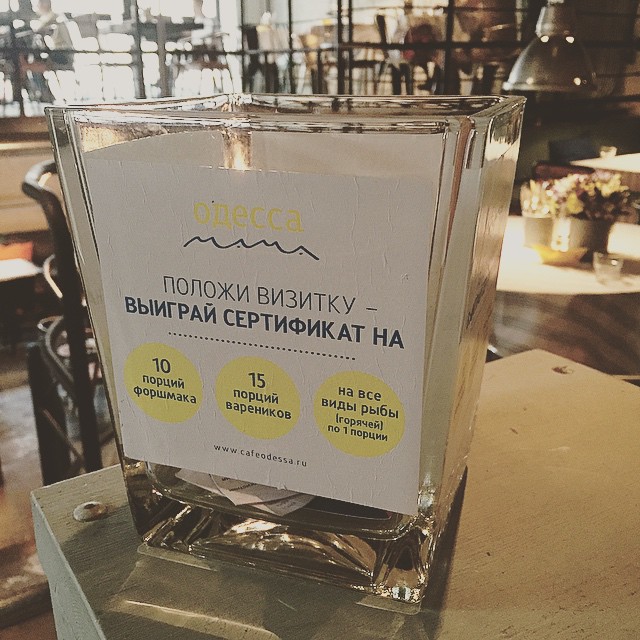 одесса
мама
ПОЛОЖИ ВИЗИТКУ –
ВЫИГРАЙ СЕРТИФИКАТ НА
10
порций
форшмака
15
порций
вареников
на все
виды рыбы
(горячей)
по 1 порции
www.cafeodessa.ru